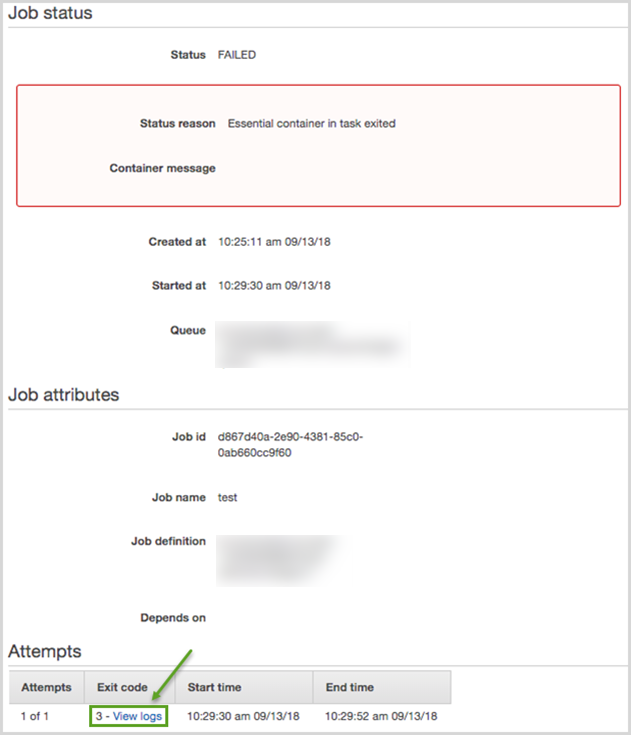 Job status
Status FAILED
Status reason Essential container in task exited
Container message
Created at 10:25:11 am 09/13/18
Started at 10:29:30 am 09/13/18
Queue
Job attributes
Job id d867d40a-2e90-4381-85c0-
0ab660cc9f60
Job name test
Job definition
Depends on
Attempts
Attempts Exit code Start time End time
1 of 1 3 - View logs 10:29:30 am 09/13/18 10:29:52 am 09/13/18